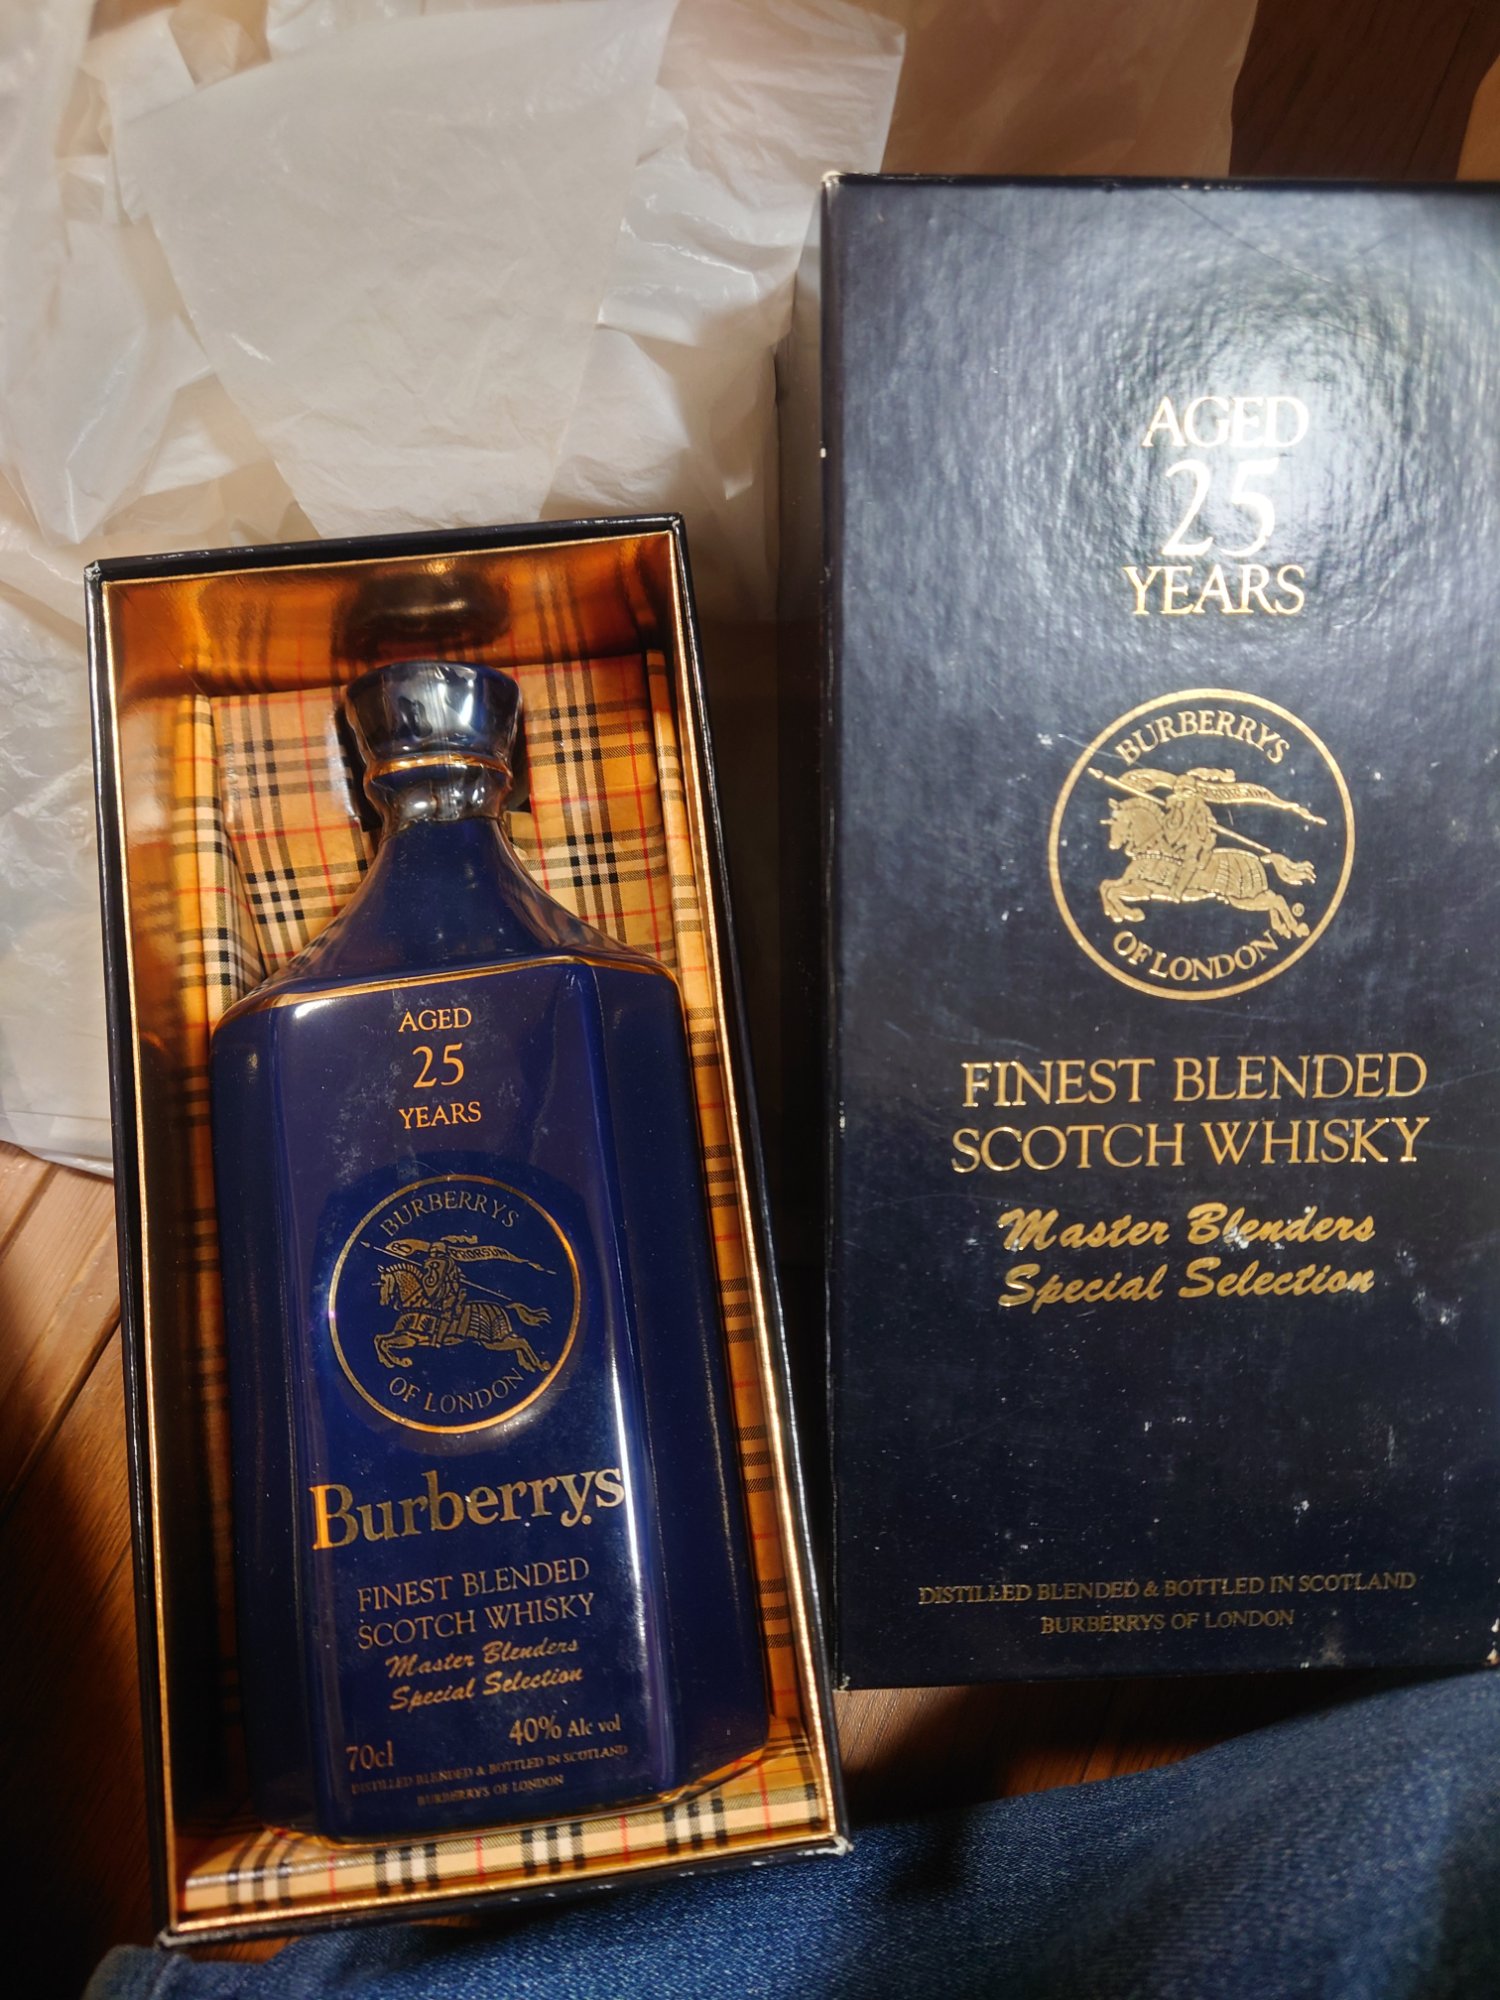 AGED
25
YEARS
BURBERRYS
PRORSUM
OF LONDON
Burberrys
FINEST BLENDED
SCOTCH WHISKY
Master Blenders
Special Selection
70cl 40% Alc vol
DISTILLED BLENDED & BOTTLED IN SCOTLAND
BURBERRYS OF LONDON
AGED
25
YEARS
BURBERRYS
PRORSUM
OF LONDON
®
FINEST BLENDED
SCOTCH WHISKY
Master Blenders
Special Selection
DISTILLED BLENDED & BOTTLED IN SCOTLAND
BURBERRYS OF LONDON